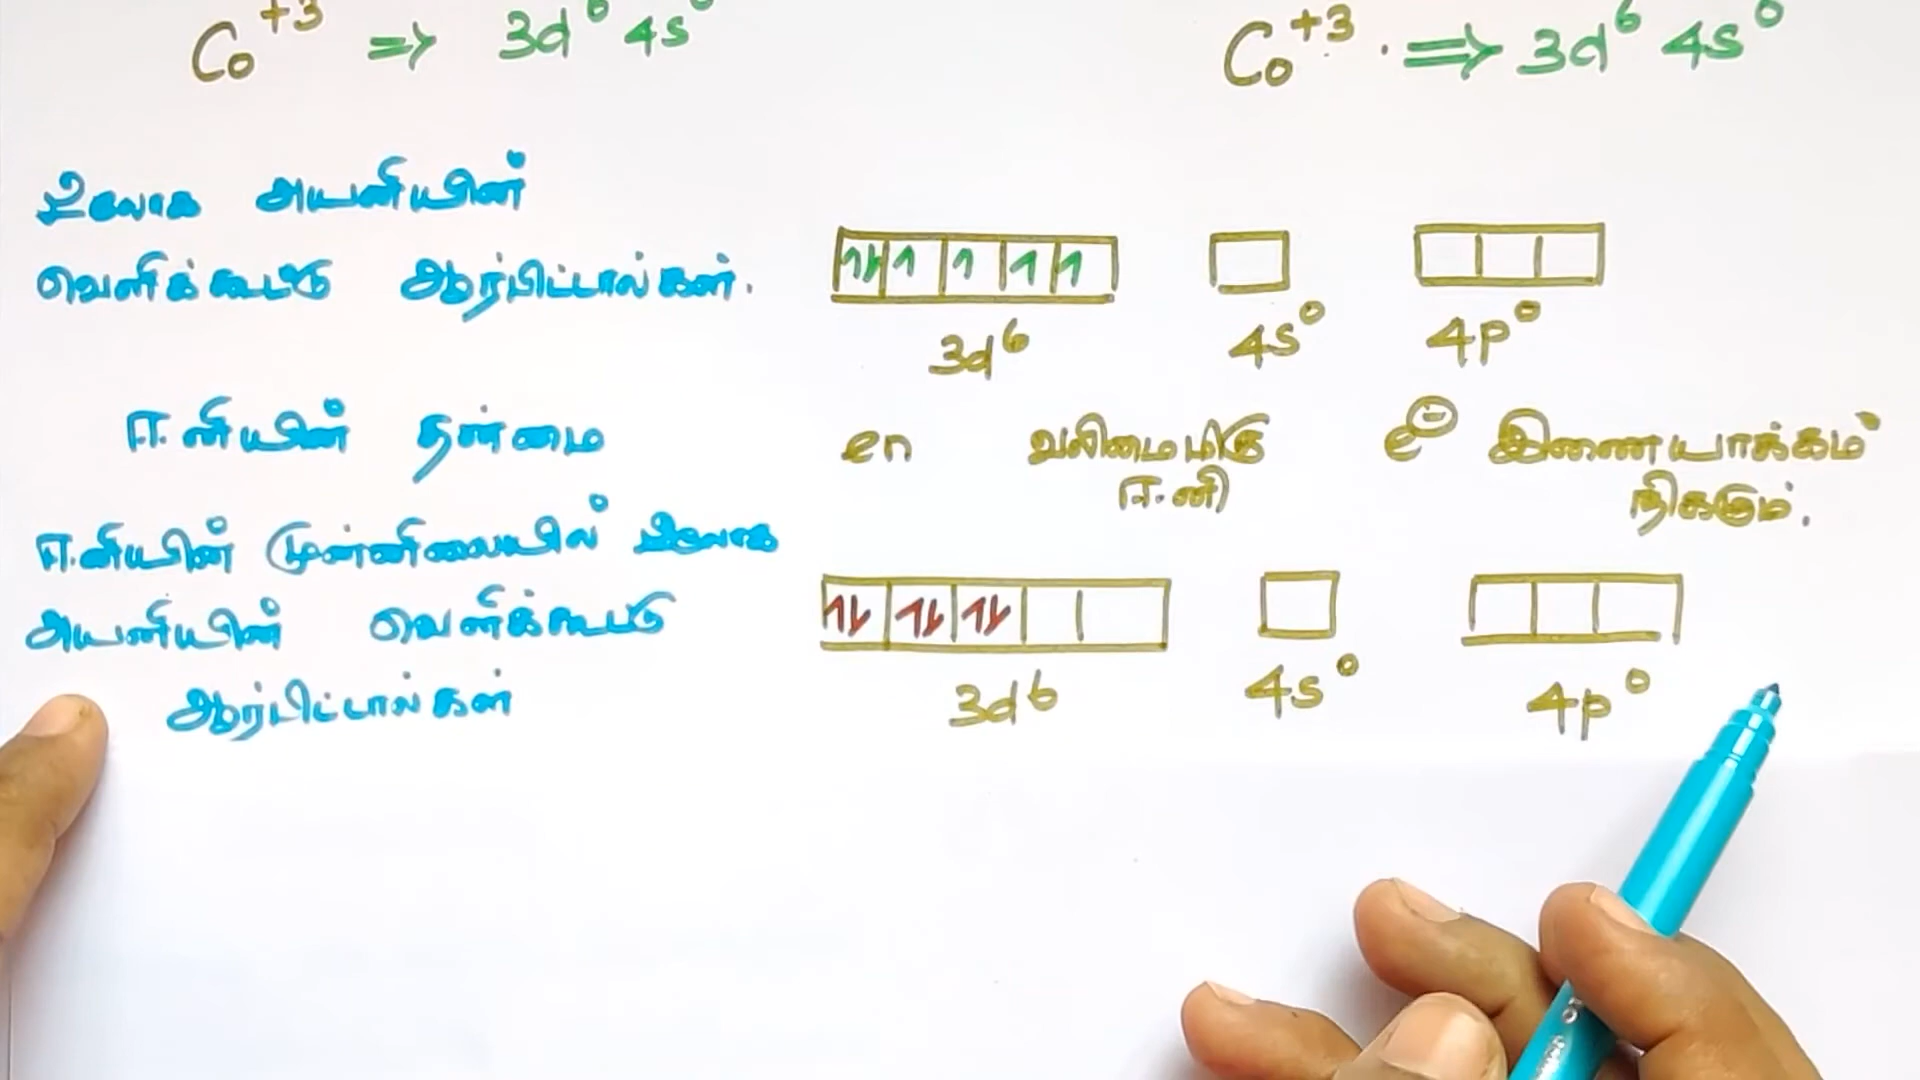 Co⁺³ ⇒ 3d⁶ 4s⁰
Co⁺³ ⇒ 3d⁶ 4s⁰
உலோக அயனியின்
வெளிக்கூட்டு ஆர்பிட்டால்கள்.
↿⇂ ↿ ↿ ↿ ↿
3d⁶ 4s⁰ 4p⁰
ஈ.னியின் தன்மை
en வலிமைமிகு ஈ.னி
e⊖ இணையாக்கம் நிகழும்.
ஈ.னியின் முன்னிலையில் உலோக
அயனியின் வெளிக்கூட்டு
ஆர்பிட்டால்கள்
↿⇂ ↿⇂ ↿⇂
3d⁶ 4s⁰ 4p⁰